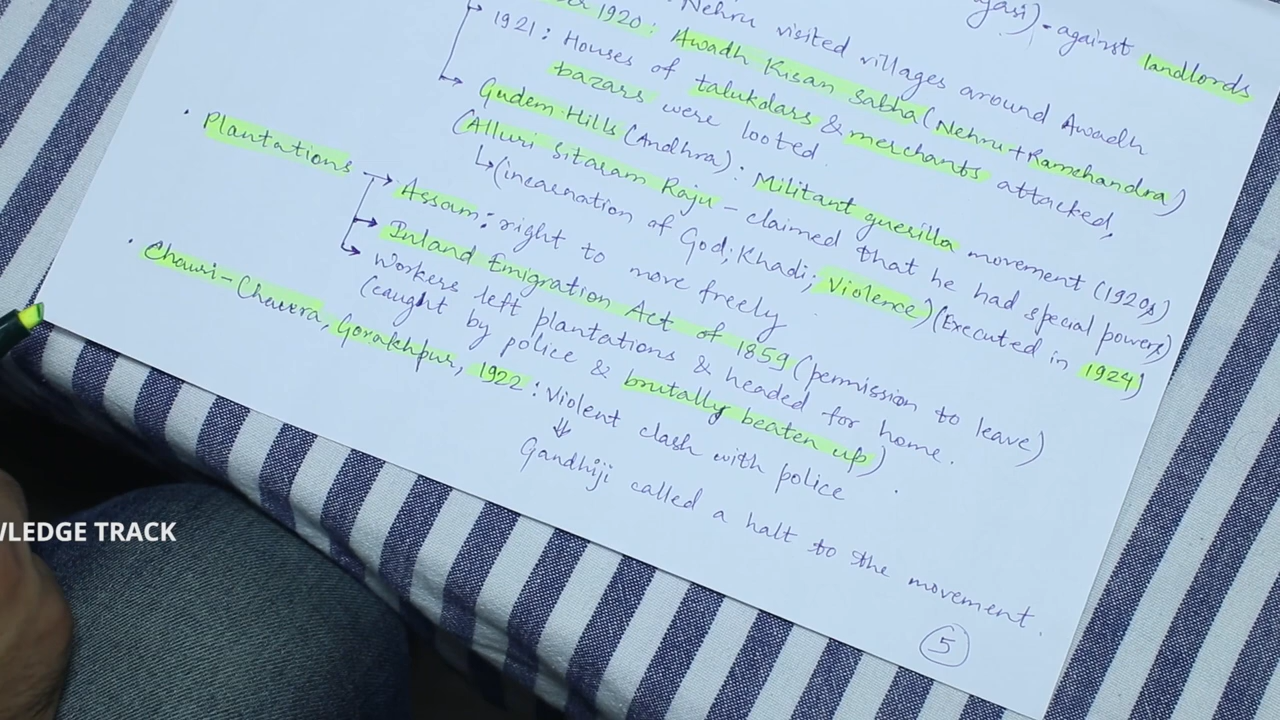 against landlords
Nehru visited villages around Awadh
1920: Awadh Kisan Sabha (Nehru + Ramchandra)
1921: Houses of talukdars & merchants attacked,
bazars were looted.
Gudem Hills (Andhra): Militant guerilla movement (1920s)
(Alluri Sitaram Raju - claimed that he had special powers)
(incarnation of God; Khadi; Violence) (Executed in 1924)
• Plantations
Assam: right to move freely
Inland Emigration Act of 1859 (permission to leave)
Workers left plantations & headed for home.
(caught by police & brutally beaten up)
• Chauri-Chaura, Gorakhpur, 1922: Violent clash with police
Gandhiji called a halt to the movement.
5
WLEDGE TRACK